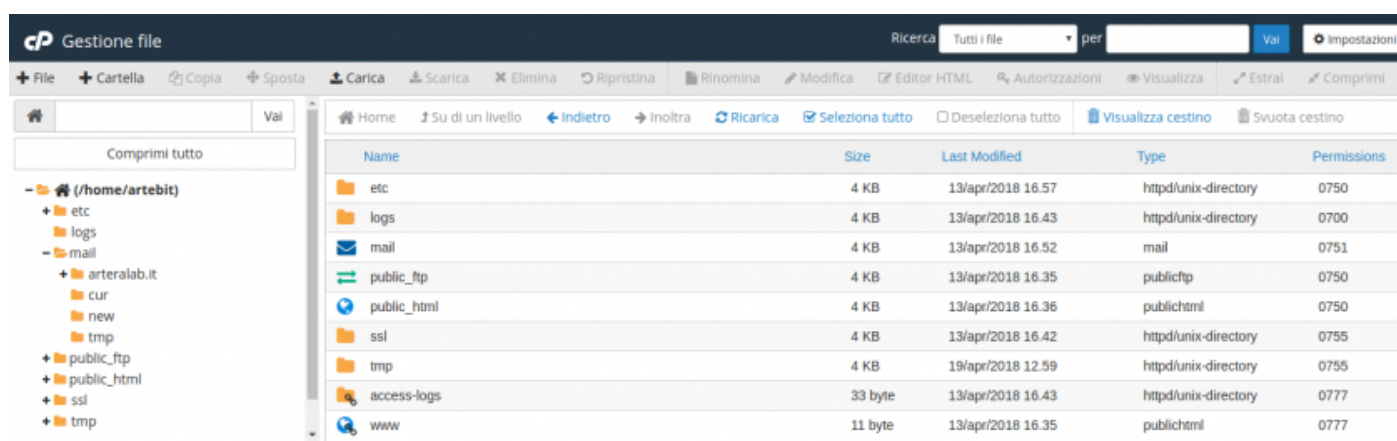 cP Gestione file Ricerca Tutti i file per Vai Impostazioni
File Cartella Copia Sposta Carica Scarica Elimina Ripristina Rinomina Modifica Editor HTML Autorizzazioni Visualizza Estrai Comprimi
Vai
Home Su di un livello Indietro Inoltra Ricarica Seleziona tutto Deseleziona tutto Visualizza cestino Svuota cestino
Comprimi tutto
(/home/artebit)
etc
logs
mail
arteralab.it
cur
new
tmp
public_ftp
public_html
ssl
tmp
Name Size Last Modified Type Permissions
etc 4 KB 13/apr/2018 16.57 httpd/unix-directory 0750
logs 4 KB 13/apr/2018 16.43 httpd/unix-directory 0700
mail 4 KB 13/apr/2018 16.52 mail 0751
public_ftp 4 KB 13/apr/2018 16.35 publicftp 0750
public_html 4 KB 13/apr/2018 16.36 publichtml 0750
ssl 4 KB 13/apr/2018 16.42 httpd/unix-directory 0755
tmp 4 KB 19/apr/2018 12.59 httpd/unix-directory 0755
access-logs 33 byte 13/apr/2018 16.43 httpd/unix-directory 0777
www 11 byte 13/apr/2018 16.35 publichtml 0777